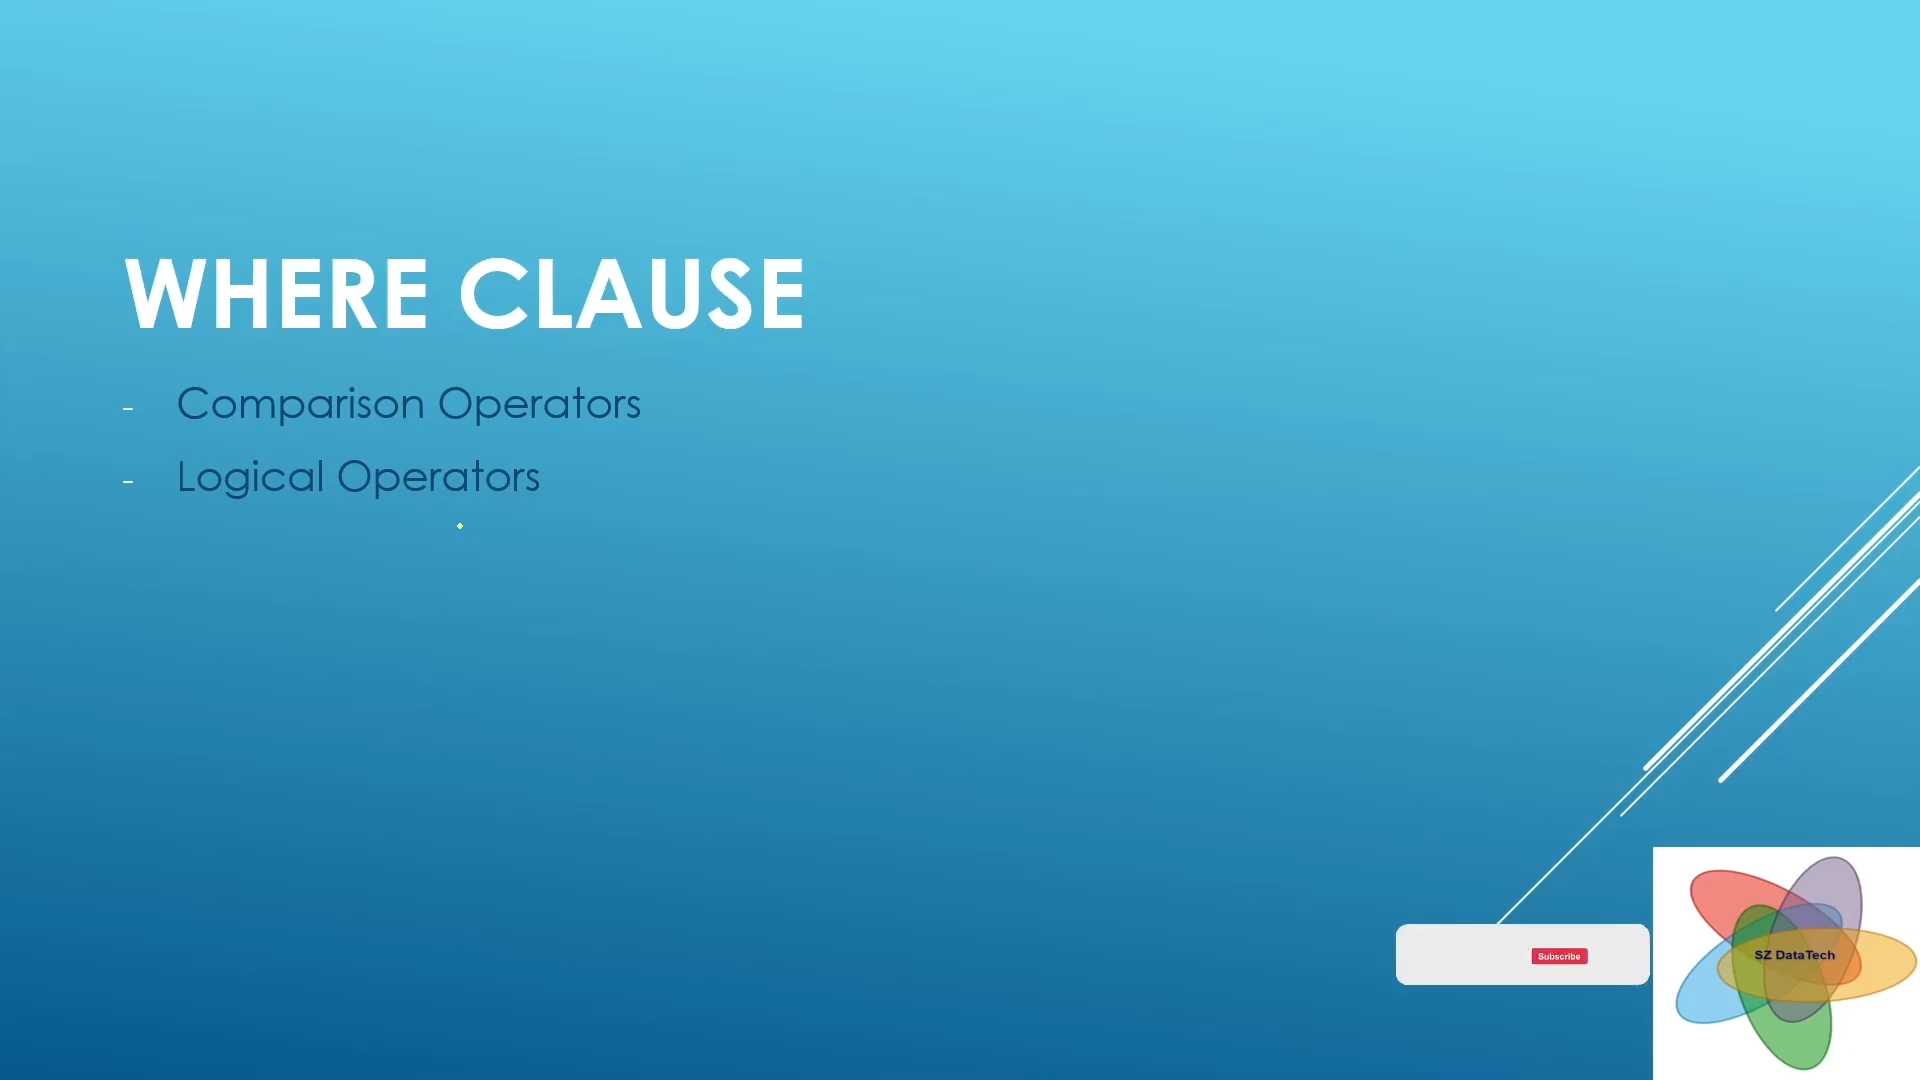 WHERE CLAUSE
- Comparison Operators
- Logical Operators
Subscribe
SZ DataTech